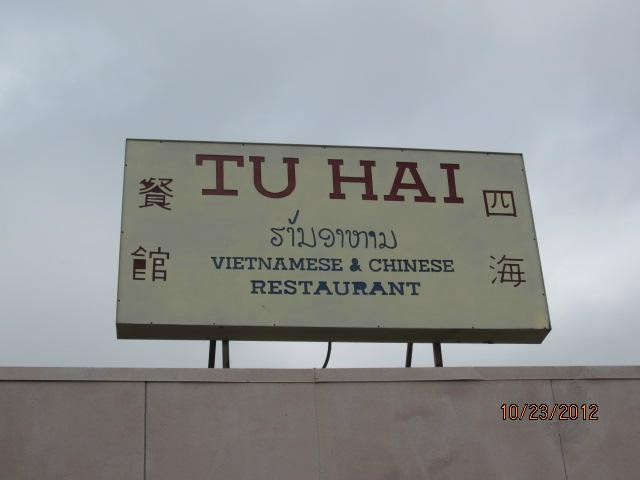 TU HAI
四海
餐館
ຮ້ານອາຫານ
VIETNAMESE & CHINESE
RESTAURANT
10/23/2012